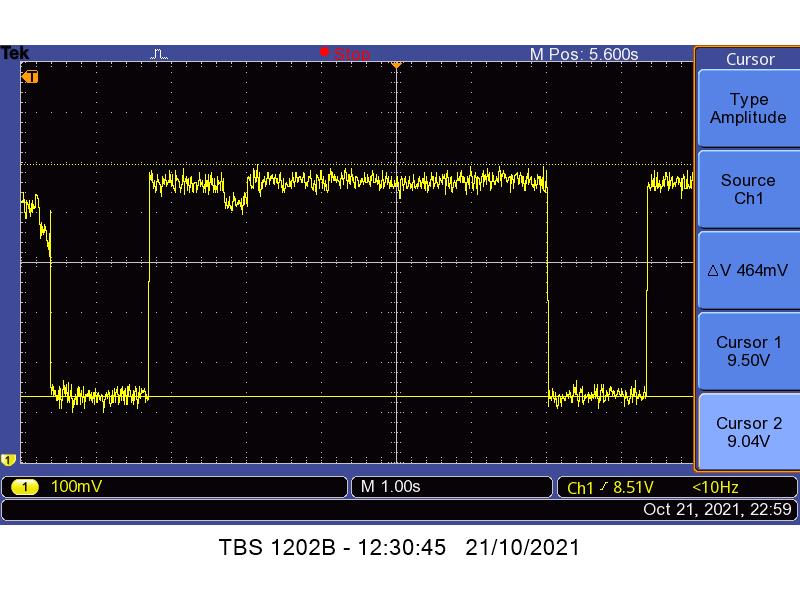 Tek Stop M Pos: 5.600s
T
Cursor
Type
Amplitude
Source
Ch1
△V 464mV
Cursor 1
9.50V
Cursor 2
9.04V
1
1 100mV M 1.00s Ch1 8.51V <10Hz
Oct 21, 2021, 22:59
TBS 1202B - 12:30:45 21/10/2021